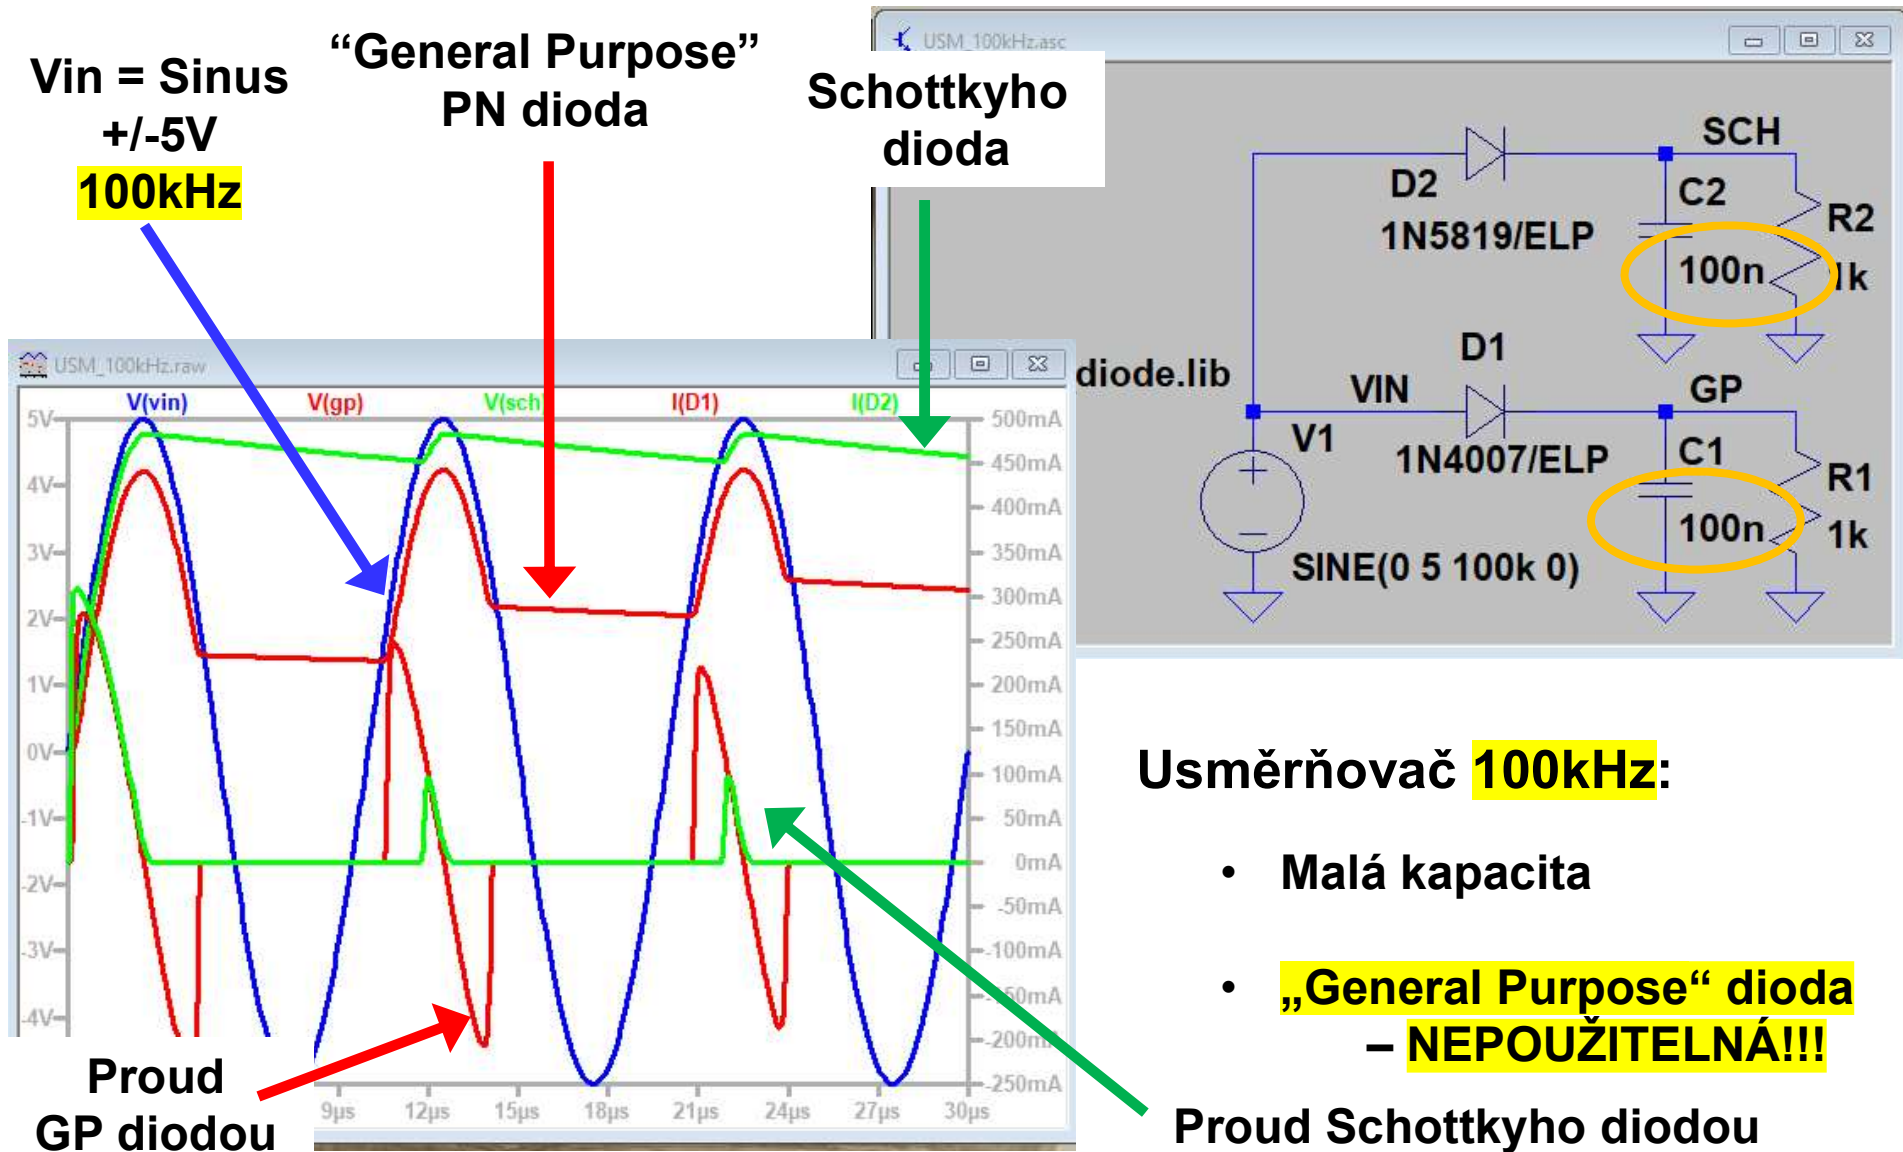 Vin = Sinus
+/-5V
100kHz
“General Purpose”
PN dioda
Schottkyho
dioda
USM_100kHz.asc
SCH
D2
1N5819/ELP
C2
100n
R2
1k
diode.lib
VIN
D1
1N4007/ELP
GP
V1
C1
100n
R1
1k
SINE(0 5 100k 0)
USM_100kHz.raw
V(vin) V(gp) V(sch I(D1) I(D2)
5V
4V
3V
2V
1V
0V
-1V
-2V
-3V
-4V
500mA
450mA
400mA
350mA
300mA
250mA
200mA
150mA
100mA
50mA
0mA
-50mA
-100mA
-200m
-250mA
9µs 12µs 15µs 18µs 21µs 24µs 27µs 30µs
Proud
GP diodou
Usměrňovač 100kHz:
• Malá kapacita
• „General Purpose“ dioda
– NEPOUŽITELNÁ!!!
Proud Schottkyho diodou